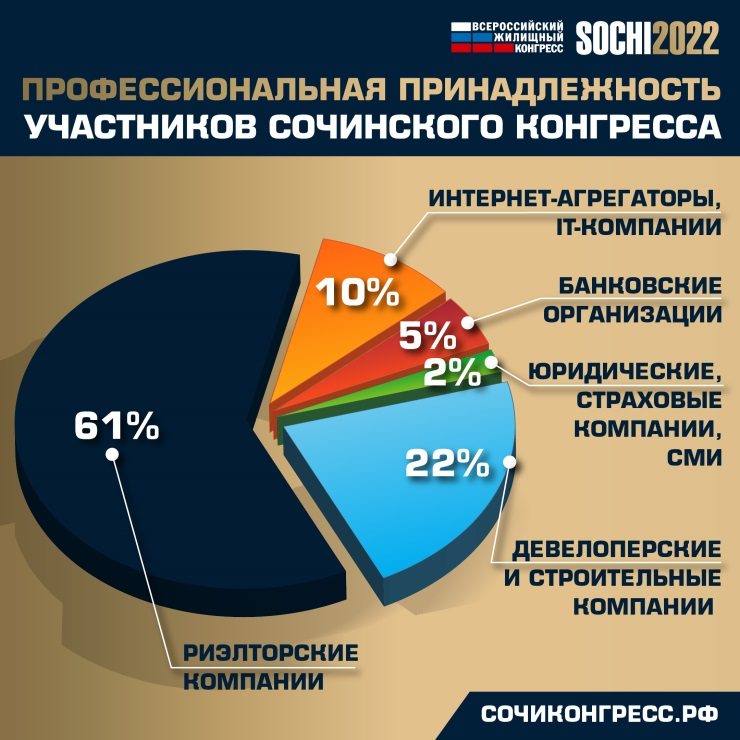 ВСЕРОССИЙСКИЙ
ЖИЛИЩНЫЙ
КОНГРЕСС
SOCHI2022
ПРОФЕССИОНАЛЬНАЯ ПРИНАДЛЕЖНОСТЬ
УЧАСТНИКОВ СОЧИНСКОГО КОНГРЕССА
ИНТЕРНЕТ-АГРЕГАТОРЫ,
IT-КОМПАНИИ
10%
БАНКОВСКИЕ
ОРГАНИЗАЦИИ
5%
2%
ЮРИДИЧЕСКИЕ,
СТРАХОВЫЕ
КОМПАНИИ,
СМИ
61%
22%
ДЕВЕЛОПЕРСКИЕ
И СТРОИТЕЛЬНЫЕ
КОМПАНИИ
РИЭЛТОРСКИЕ
КОМПАНИИ
СОЧИКОНГРЕСС.РФ